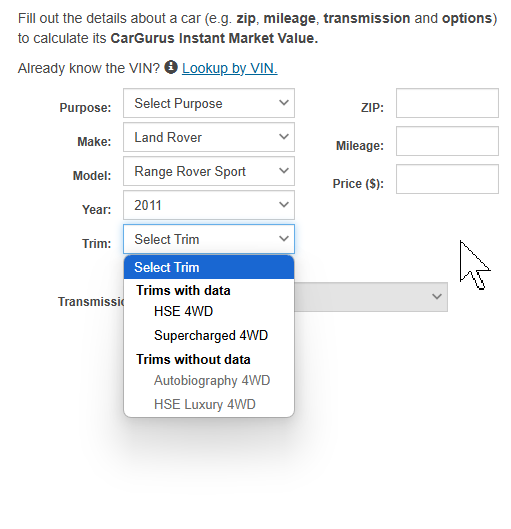 Fill out the details about a car (e.g. zip, mileage, transmission and options)
to calculate its CarGurus Instant Market Value.
Already know the VIN? Lookup by VIN.
Purpose: Select Purpose ZIP:
Make: Land Rover
Mileage:
Model: Range Rover Sport
Price ($):
Year: 2011
Trim: Select Trim
Select Trim
Trims with data
Transmissi
HSE 4WD
Supercharged 4WD
Trims without data
Autobiography 4WD
HSE Luxury 4WD